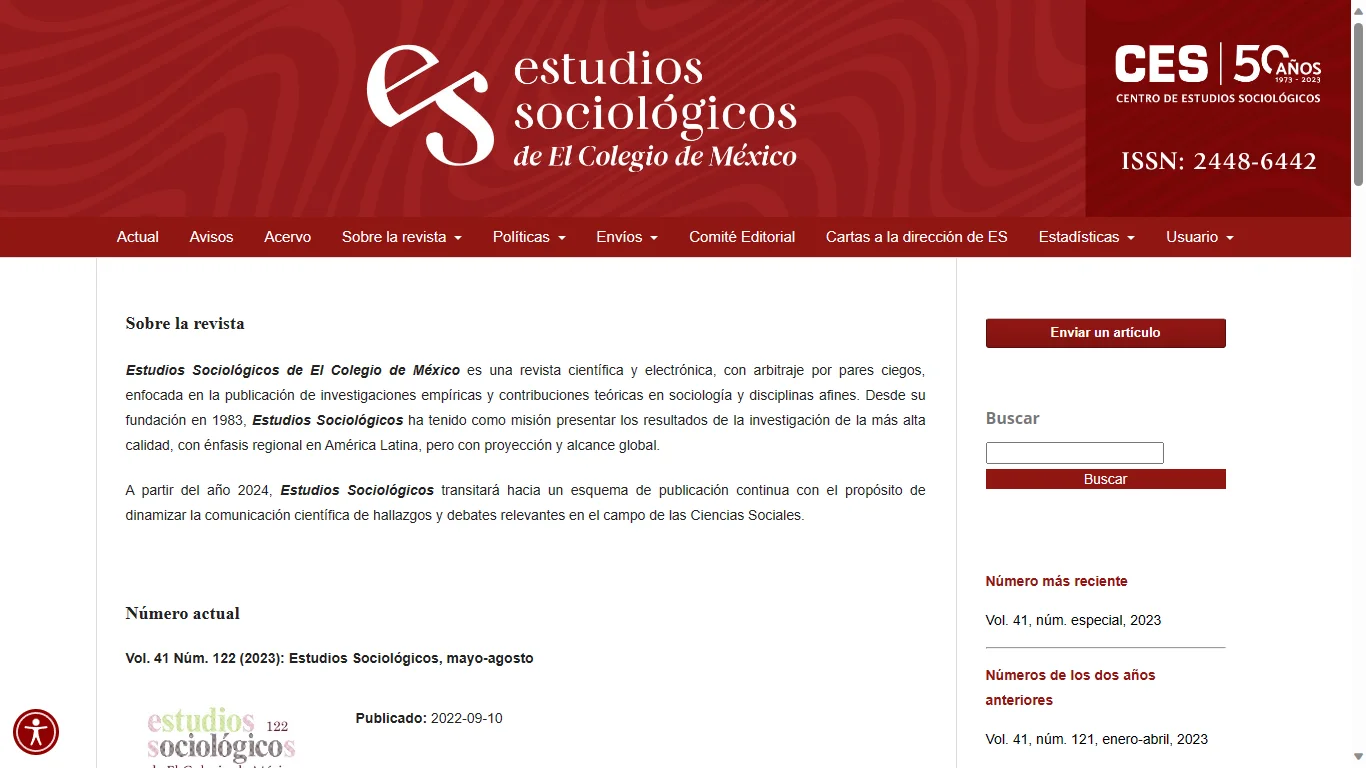 es
estudios
sociológicos
de El Colegio de México
CES 50 AÑOS
1973 - 2023
CENTRO DE ESTUDIOS SOCIOLÓGICOS
ISSN: 2448-6442
Actual Avisos Acervo Sobre la revista Políticas Envíos Comité Editorial Cartas a la dirección de ES Estadísticas Usuario
Sobre la revista
Estudios Sociológicos de El Colegio de México es una revista científica y electrónica, con arbitraje por pares ciegos,
enfocada en la publicación de investigaciones empíricas y contribuciones teóricas en sociología y disciplinas afines. Desde su
fundación en 1983, Estudios Sociológicos ha tenido como misión presentar los resultados de la investigación de la más alta
calidad, con énfasis regional en América Latina, pero con proyección y alcance global.
A partir del año 2024, Estudios Sociológicos transitará hacia un esquema de publicación continua con el propósito de
dinamizar la comunicación científica de hallazgos y debates relevantes en el campo de las Ciencias Sociales.
Número actual
Vol. 41 Núm. 122 (2023): Estudios Sociológicos, mayo-agosto
estudios 122
sociológicos
de El Colegio de México
Publicado: 2022-09-10
Enviar un artículo
Buscar
Buscar
Número más reciente
Vol. 41, núm. especial, 2023
Números de los dos años
anteriores
Vol. 41, núm. 121, enero-abril, 2023